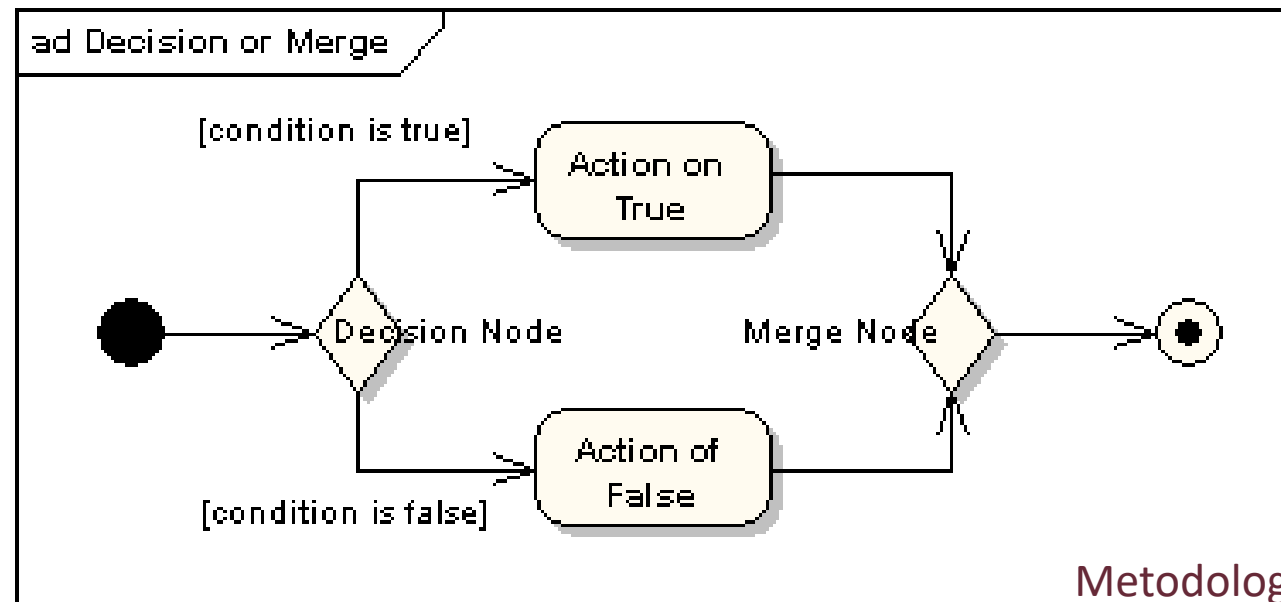 ad Decision or Merge
[condition is true]
Action on
True
Decision Node
Merge Node
Action of
False
[condition is false]
Metodolog